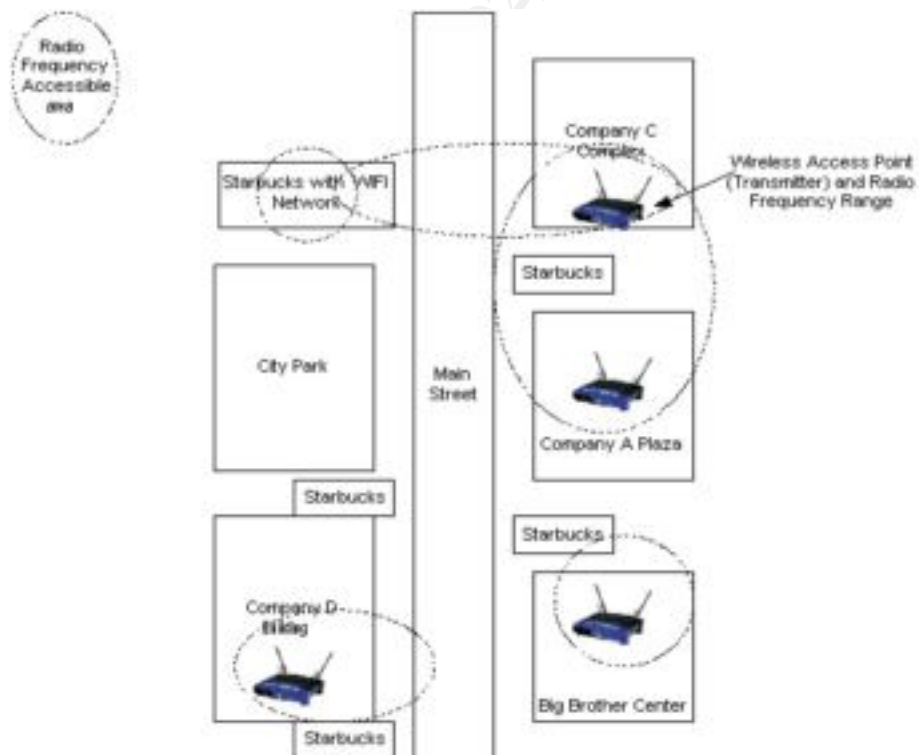 Radio
Frequency
Accessible
area
Company C
Complex
Wireless Access Point
(Transmitter) and Radio
Frequency Range
Starbucks with WIFI
Network
Starbucks
City Park
Main
Street
Company A Plaza
Starbucks
Starbucks
Company D
Big Brother Center
Starbucks